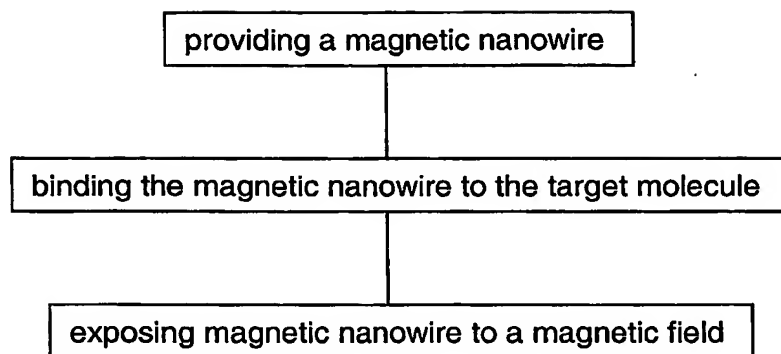 providing a magnetic nanowire
binding the magnetic nanowire to the target molecule
exposing magnetic nanowire to a magnetic field